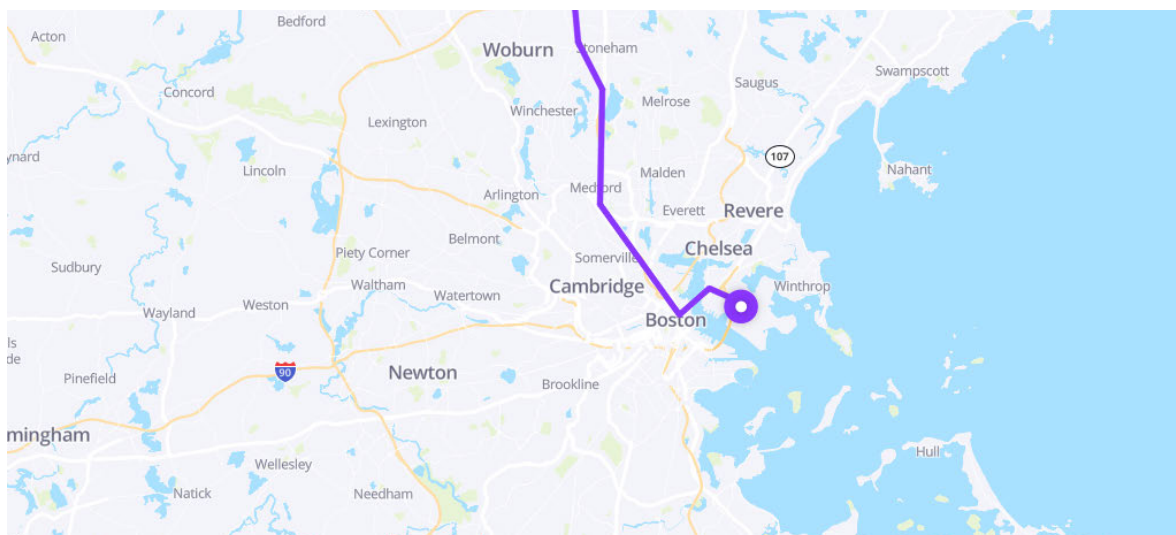 Bedford
Acton
Woburn
Stoneham
Swampscott
Saugus
Concord
Winchester
Melrose
Lexington
107
ynard
Lincoln
Malden
Nahant
Arlington
Medford
Everett
Revere
Belmont
Chelsea
Piety Corner
Somerville
Sudbury
Waltham
Cambridge
Winthrop
Watertown
Weston
Wayland
Boston
ls
de
90
Newton
Pinefield
Brookline
mingham
Hull
Wellesley
Natick
Needham